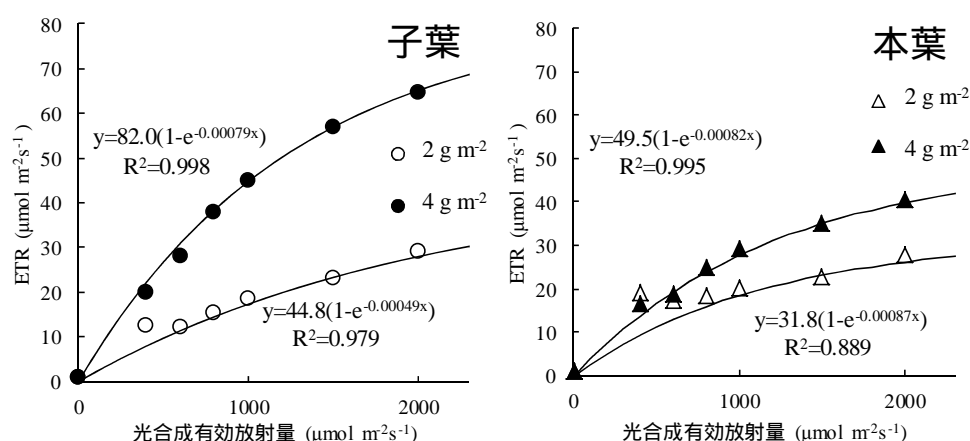 子葉
80
70
60
50
40
30
20
10
0
ETR (μmol m-2s-1)
y=82.0(1-e-0.00079x)
R2=0.998
2 g m-2
4 g m-2
y=44.8(1-e-0.00049x)
R2=0.979
0 1000 2000
光合成有効放射量 (μmol m-2s-1)
本葉
80
70
60
50
40
30
20
10
0
ETR (μmol m-2s-1)
2 g m-2
4 g m-2
y=49.5(1-e-0.00082x)
R2=0.995
y=31.8(1-e-0.00087x)
R2=0.889
0 1000 2000
光合成有効放射量 (μmol m-2s-1)